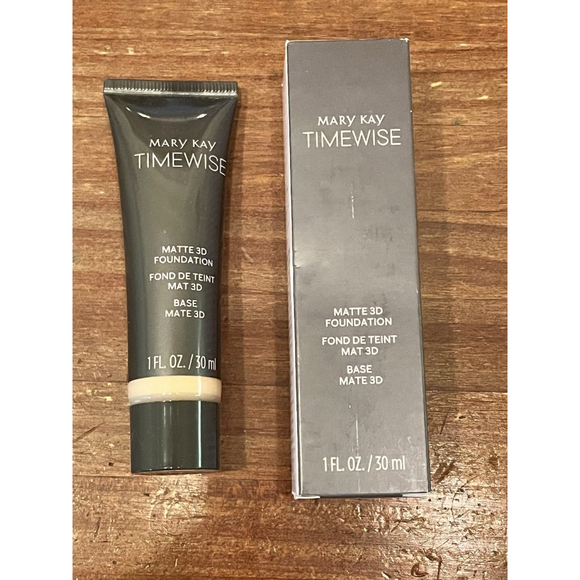 MARY KAY
TIMEWISE
MATTE 3D
FOUNDATION
FOND DE TEINT
MAT 3D
BASE
MATE 3D
1 FL. OZ. / 30 ml
MARY KAY
TIMEWISE
MATTE 3D
FOUNDATION
FOND DE TEINT
MAT 3D
BASE
MATE 3D
1 FL. OZ. / 30 ml